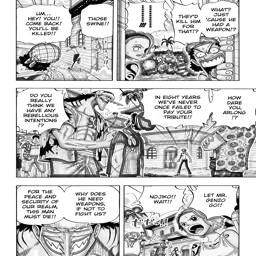 WHAT?!
JUST
'CAUSE HE
HAD A
WEAPON!?
THEY'D
KILL HIM
FOR
THAT!?
THOSE
SWINE!!
UM...
HEY!! YOU!!
COME BACK!
YOU'LL BE
KILLED!!
HOW
DARE
YOU,
ARLONG
!?
IN EIGHT
YEARS WE'VE
NEVER ONCE
FAILED TO
PAY YOUR
TRIBUTE!!
DO YOU
REALLY
THINK WE
HAVE ANY
REBELLIOUS
INTENTIONS
!?
LET MR.
GENZO
GO!!
NOJIKO!!
WAIT!!
WHY DOES HE
NEED
WEAPONS,
IF NOT TO
FIGHT US?
FOR THE
PEACE AND
SECURITY OF
OUR REALM,
THIS MAN
MUST DIE!!